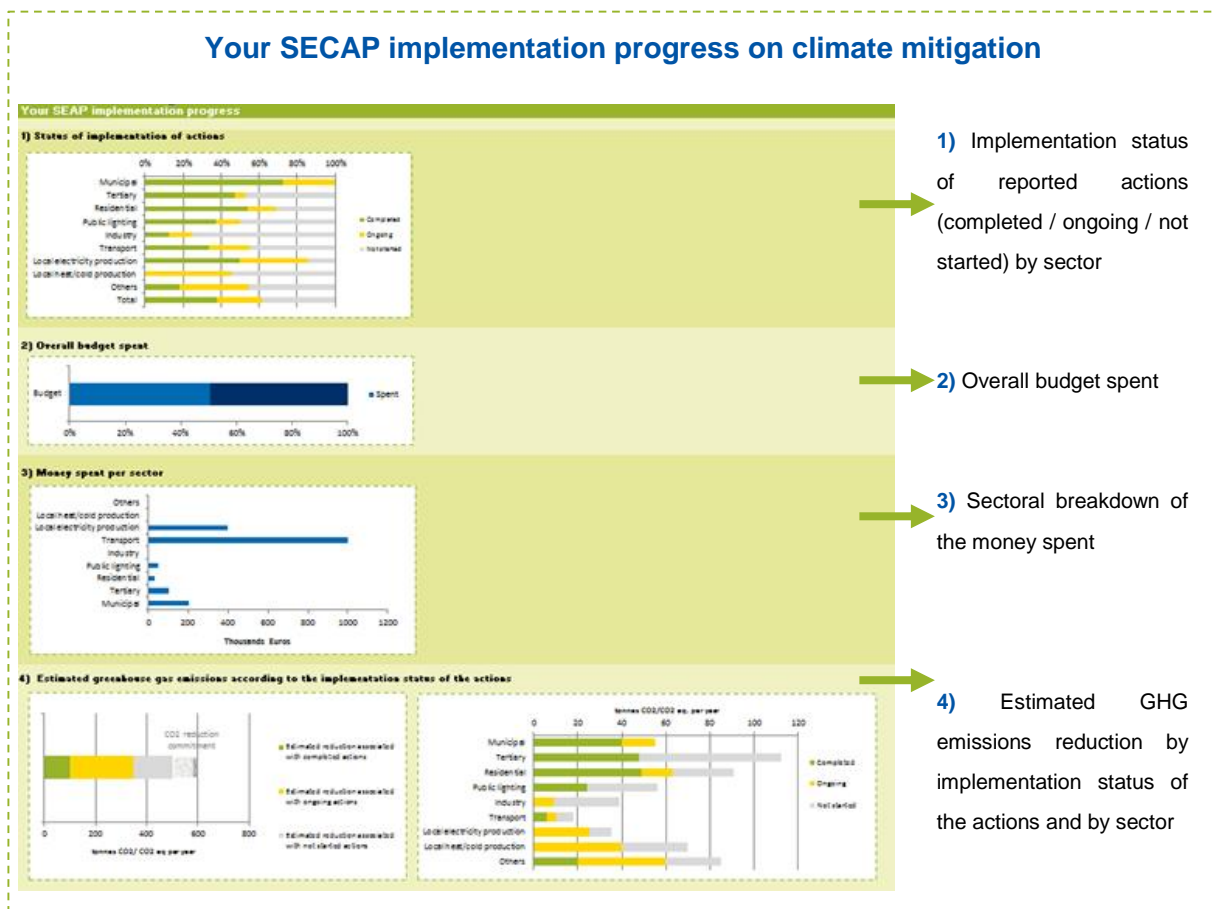 Your SECAP implementation progress on climate mitigation
Your SEAP implementation progress
1) Status of implementation of actions
0% 20% 40% 60% 80% 100%
Municipal
Tertiary
Residential
Public lighting
Industry
Transport
Local electricity production
Local heat/cold production
Others
Total
Completed
Ongoing
Not started
1) Implementation status
of reported actions
(completed / ongoing / not
started) by sector
2) Overall budget spent
Budget
Spent
0% 20% 40% 60% 80% 100%
2) Overall budget spent
3) Money spent per sector
Others
Local heat/cold production
Local electricity production
Transport
Industry
Public lighting
Residential
Tertiary
Municipal
0 200 400 600 800 1000 1200
Thousands Euros
3) Sectoral breakdown of
the money spent
4) Estimated greenhouse gas emissions according to the implementation status of the actions
CO2 reduction
commitment
0 200 400 600 800
tonnes CO2/ CO2 eq per year
Estimated reduction associated
with completed actions
Estimated reduction associated
with ongoing actions
Estimated reduction associated
with not started actions
tonnes CO2/CO2 eq. per year
0 20 40 60 80 100 120
Municipal
Tertiary
Residential
Public lighting
Industry
Transport
Local electricity production
Local heat/cold production
Others
Completed
Ongoing
Not started
4) Estimated GHG
emissions reduction by
implementation status of
the actions and by sector